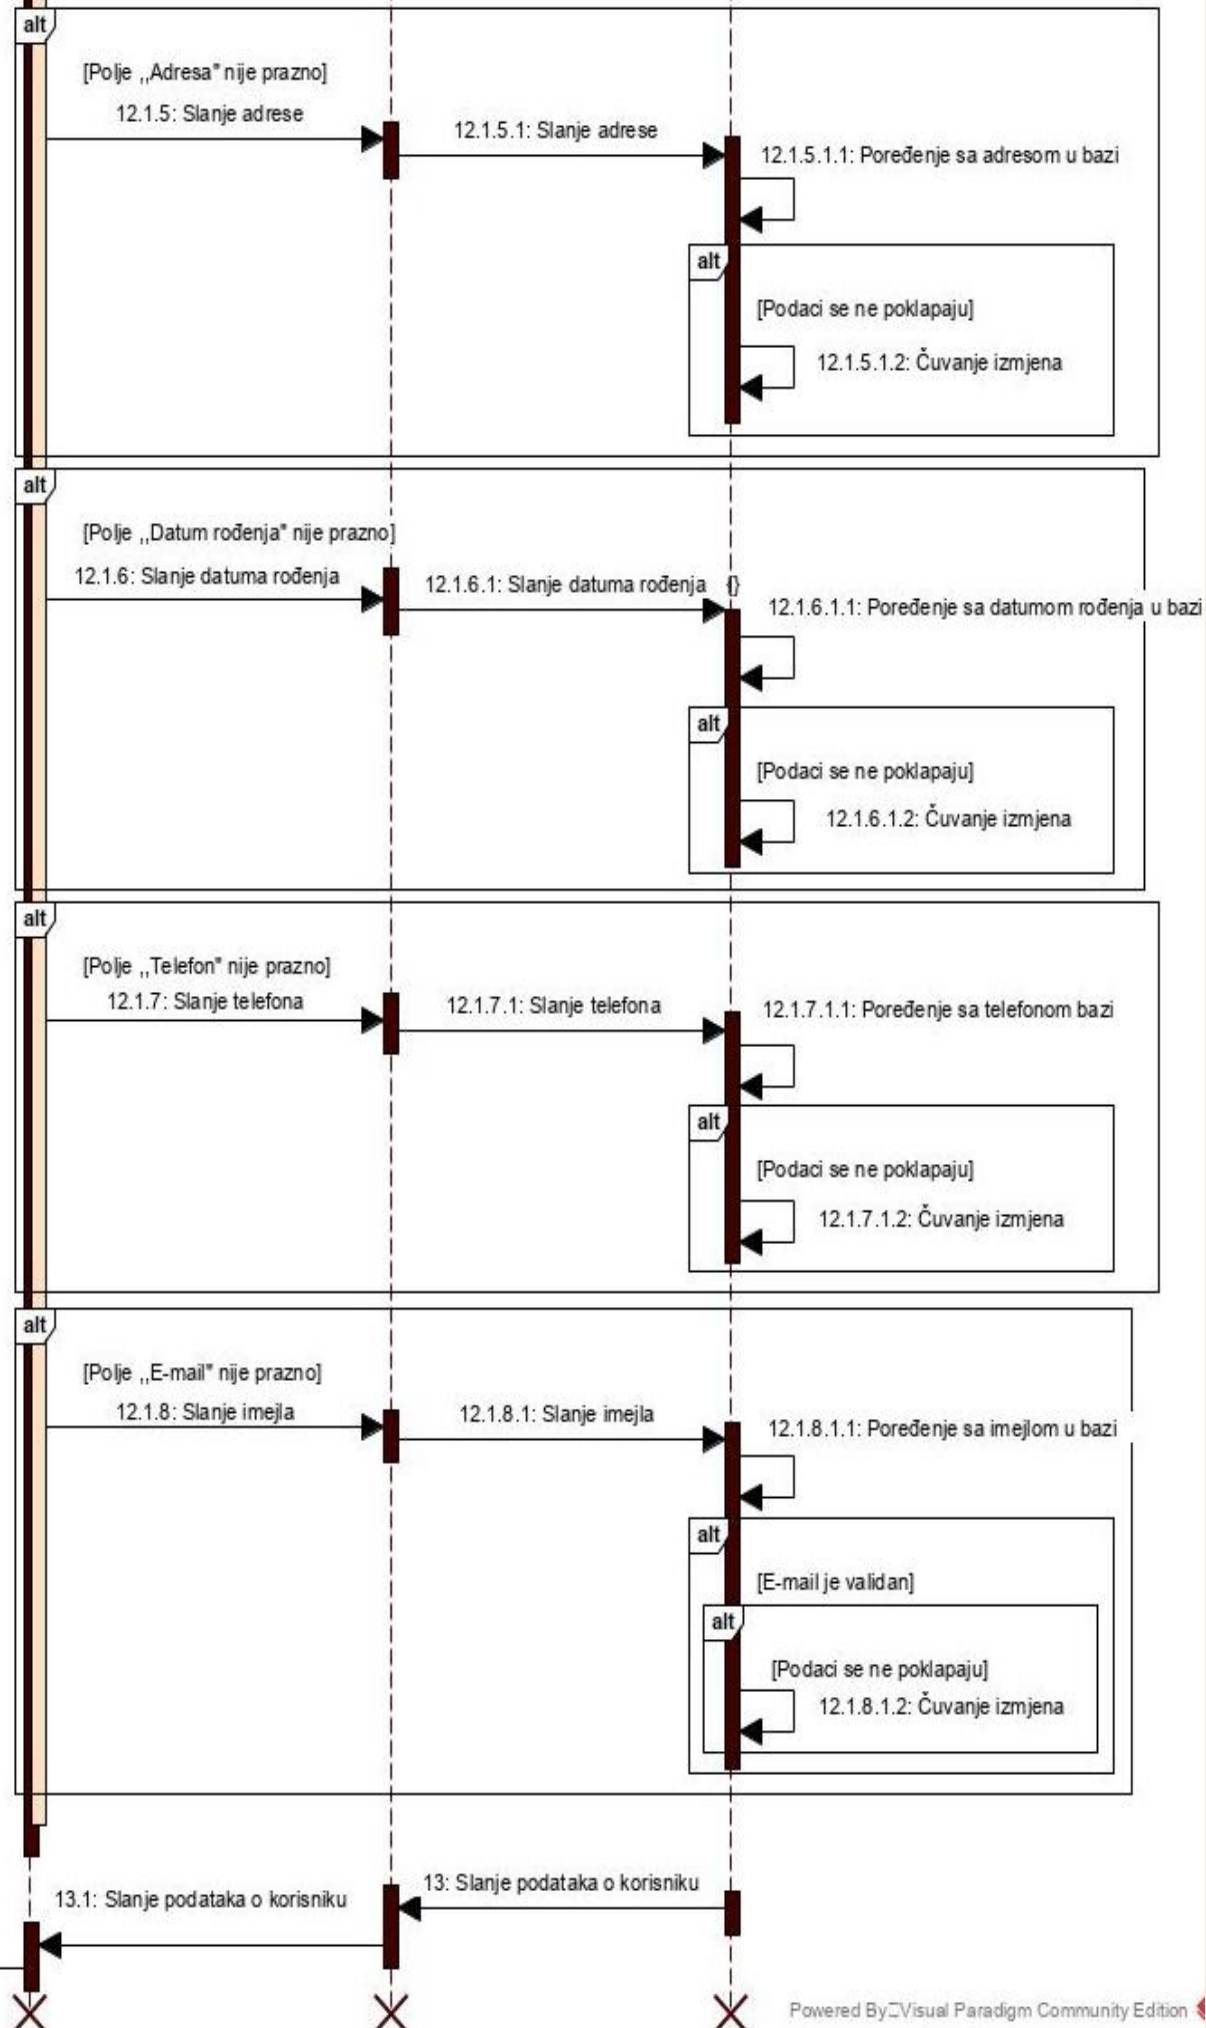 alt
[Polje ,,Adresa" nije prazno]
12.1.5: Slanje adrese
12.1.5.1: Slanje adrese
12.1.5.1.1: Poređenje sa adresom u bazi
alt
[Podaci se ne poklapaju]
12.1.5.1.2: Čuvanje izmjena
alt
[Polje ,,Datum rođenja" nije prazno]
12.1.6: Slanje datuma rođenja
12.1.6.1: Slanje datuma rođenja {}
12.1.6.1.1: Poređenje sa datumom rođenja u bazi
alt
[Podaci se ne poklapaju]
12.1.6.1.2: Čuvanje izmjena
alt
[Polje ,,Telefon" nije prazno]
12.1.7: Slanje telefona
12.1.7.1: Slanje telefona
12.1.7.1.1: Poređenje sa telefonom bazi
alt
[Podaci se ne poklapaju]
12.1.7.1.2: Čuvanje izmjena
alt
[Polje ,,E-mail" nije prazno]
12.1.8: Slanje imejla
12.1.8.1: Slanje imejla
12.1.8.1.1: Poređenje sa imejlom u bazi
alt
[E-mail je validan]
alt
[Podaci se ne poklapaju]
12.1.8.1.2: Čuvanje izmjena
13: Slanje podataka o korisniku
13.1: Slanje podataka o korisniku
Powered By Visual Paradigm Community Edition